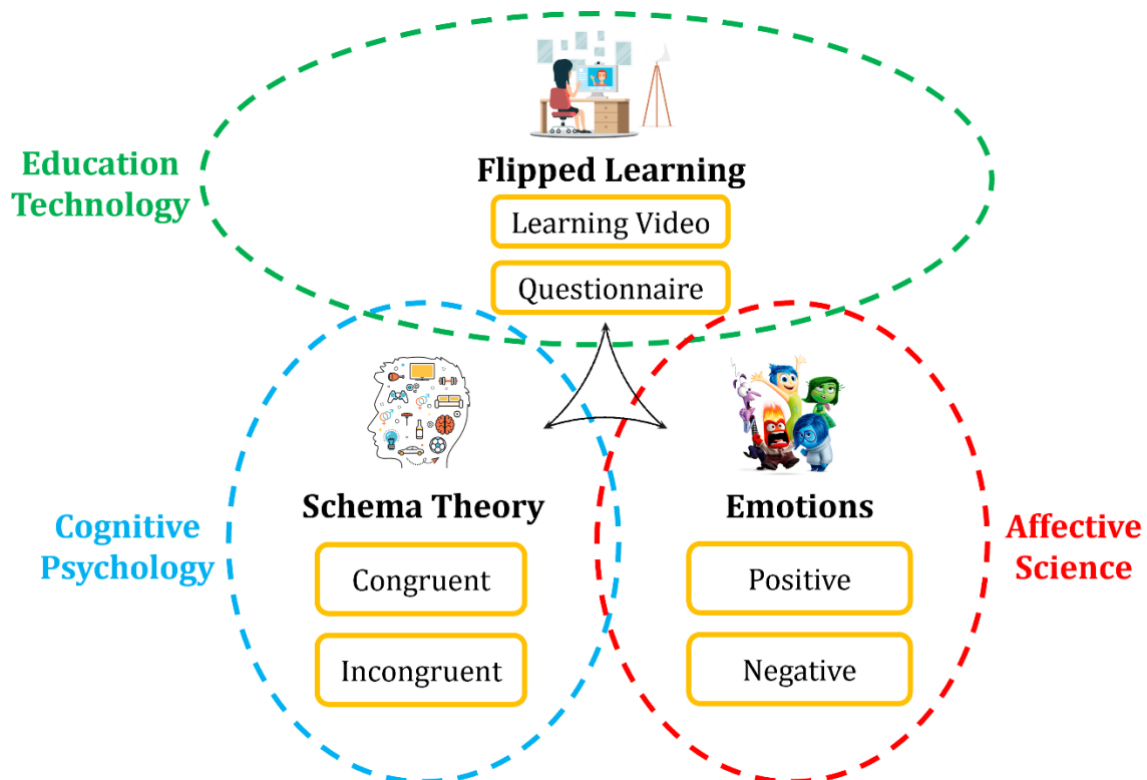 Education
Technology
Flipped Learning
Learning Video
Questionnaire
Schema Theory
Emotions
Cognitive
Psychology
Congruent
Positive
Affective
Science
Incongruent
Negative